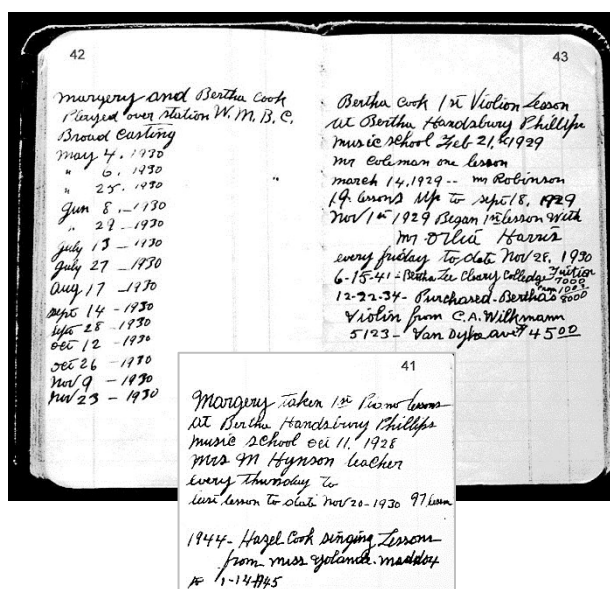 42
Margery and Bertha Cook
Played over station W.M.B.C.
Broad Casting
May 4. 1930
" 6. 1930
" 25. 1930
Jun 8. - 1930
" 29 - 1930
July 13 - 1930
July 27 - 1930
Aug 17 - 1930
Sept 14 - 1930
Sept 28 - 1930
Oct 12 - 1930
Oct 26 - 1930
Nov 9 - 1930
Nov 23 - 1930
43
Bertha Cook 1st Violion Lesson
at Bertha Handsbury Phillips
music school Feb 21, 1929
mr Coleman one lesson
march 14, 1929 -- mr Robinson
19 lessons up to sept 18, 1929
Nov 1st 1929 Began 1st lesson with
mr Harris
every friday to date Nov 28, 1930
6-15-41 - Bertha Lee Cleary Colledge Tuition
12-22-34 - Purchased Bertha's
Violin from C.A. Wilhmann
5123 - Van Dyke ave # 45 00
41
Margery taken 1st Piano lessons
at Bertha Handsbury Phillips
music school oct 11, 1928
mrs M Hynson teacher
every thursday to
last lesson to date Nov 20 - 1930 97 lesson
1944 - Hazel Cook singing Lessons
from miss Yolande maddox
to 1-14-1945